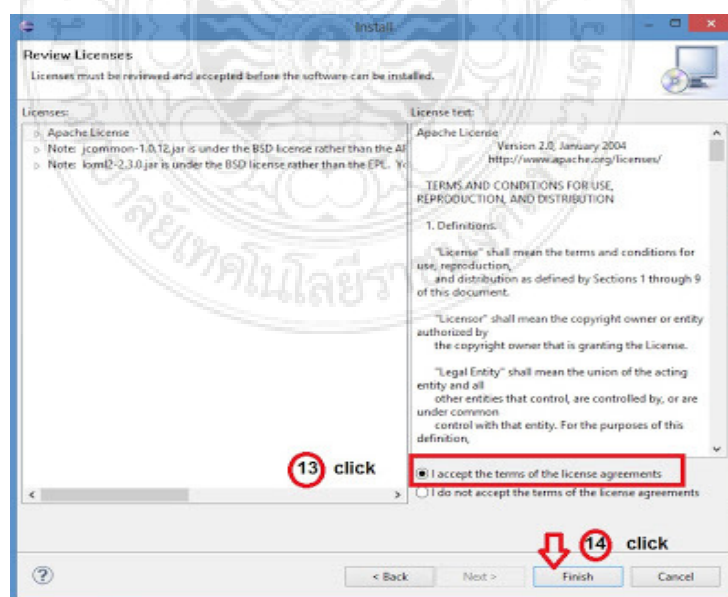 Install
Review Licenses
Licenses must be reviewed and accepted before the software can be installed.
Licenses:
Apache License
Note: jcommon-1.0.12.jar is under the BSD license rather than the
Note: kxml2-2.3.0.jar is under the BSD license rather than the EPL.
License text:
Apache License
Version 2.0, January 2004
http://www.apache.org/licenses/
TERMS AND CONDITIONS FOR USE,
REPRODUCTION, AND DISTRIBUTION
1. Definitions.
"License" shall mean the terms and conditions for
use, reproduction,
and distribution as defined by Sections 1 through 9
of this document.
"Licensor" shall mean the copyright owner or entity
authorized by
the copyright owner that is granting the License.
"Legal Entity" shall mean the union of the acting
entity and all
other entities that control, are controlled by, or are
under common
control with that entity. For the purposes of this
definition,
13 click
I accept the terms of the license agreements
I do not accept the terms of the license agreements
14 click
< Back
Next >
Finish
Cancel